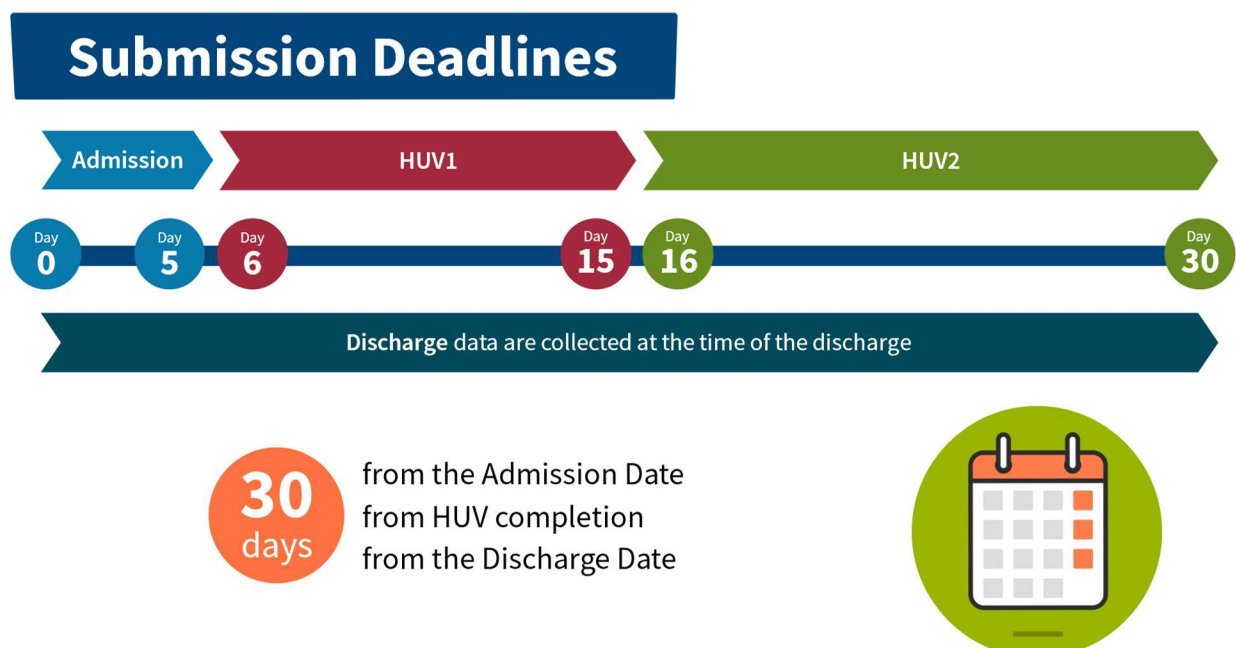 Submission Deadlines
Admission
HUV1
HUV2
Day
0
Day
5
Day
6
Day
15
Day
16
Day
30
Discharge data are collected at the time of the discharge
30
days
from the Admission Date
from HUV completion
from the Discharge Date